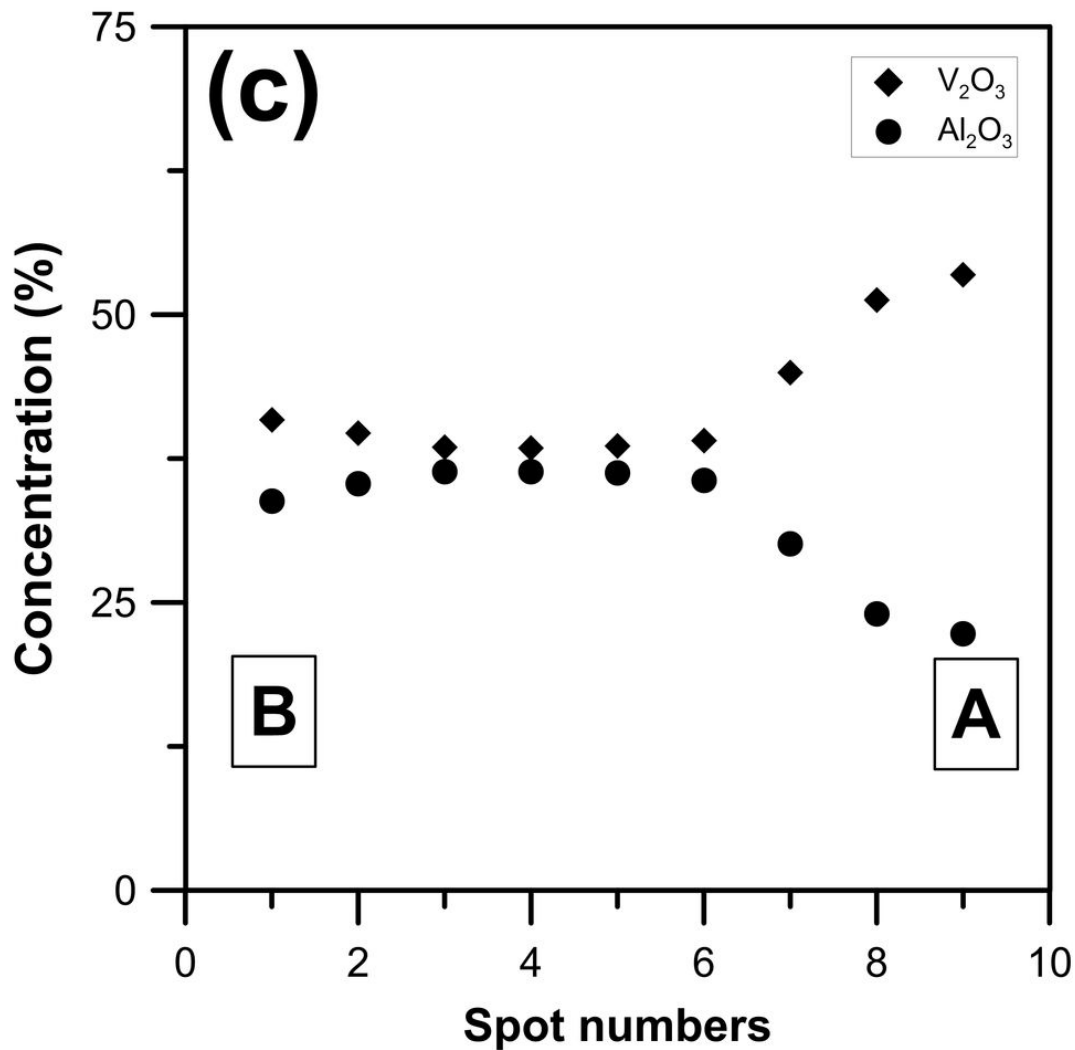 75
(c)
V₂O₃
Al₂O₃
50
Concentration (%)
25
B
A
0
0 2 4 6 8 10
Spot numbers